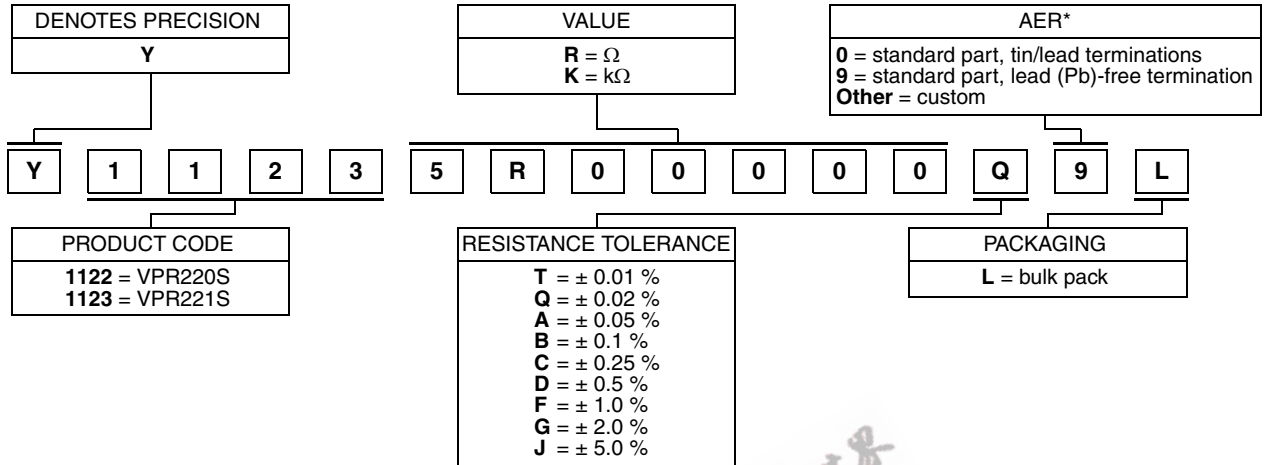 DENOTES PRECISION
Y
VALUE
R = Ω
K = kΩ
AER*
0 = standard part, tin/lead terminations
9 = standard part, lead (Pb)-free termination
Other = custom
Y 1 1 2 3 5 R 0 0 0 0 0 Q 9 L
PRODUCT CODE
1122 = VPR220S
1123 = VPR221S
RESISTANCE TOLERANCE
T = ± 0.01 %
Q = ± 0.02 %
A = ± 0.05 %
B = ± 0.1 %
C = ± 0.25 %
D = ± 0.5 %
F = ± 1.0 %
G = ± 2.0 %
J = ± 5.0 %
PACKAGING
L = bulk pack